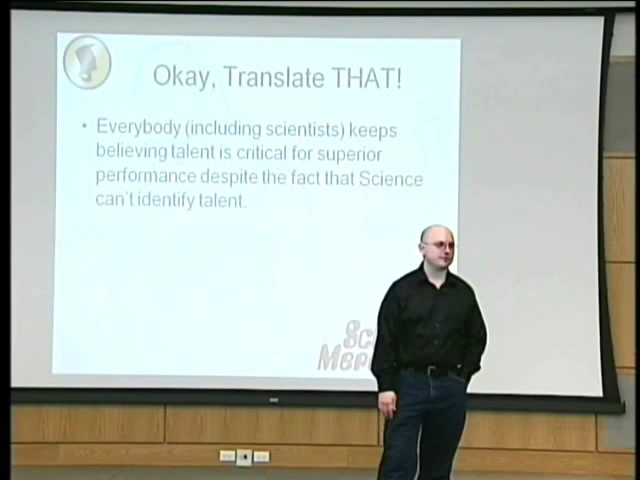 Okay, Translate THAT!
• Everybody (including scientists) keeps
believing talent is critical for superior
performance despite the fact that Science
can't identify talent.